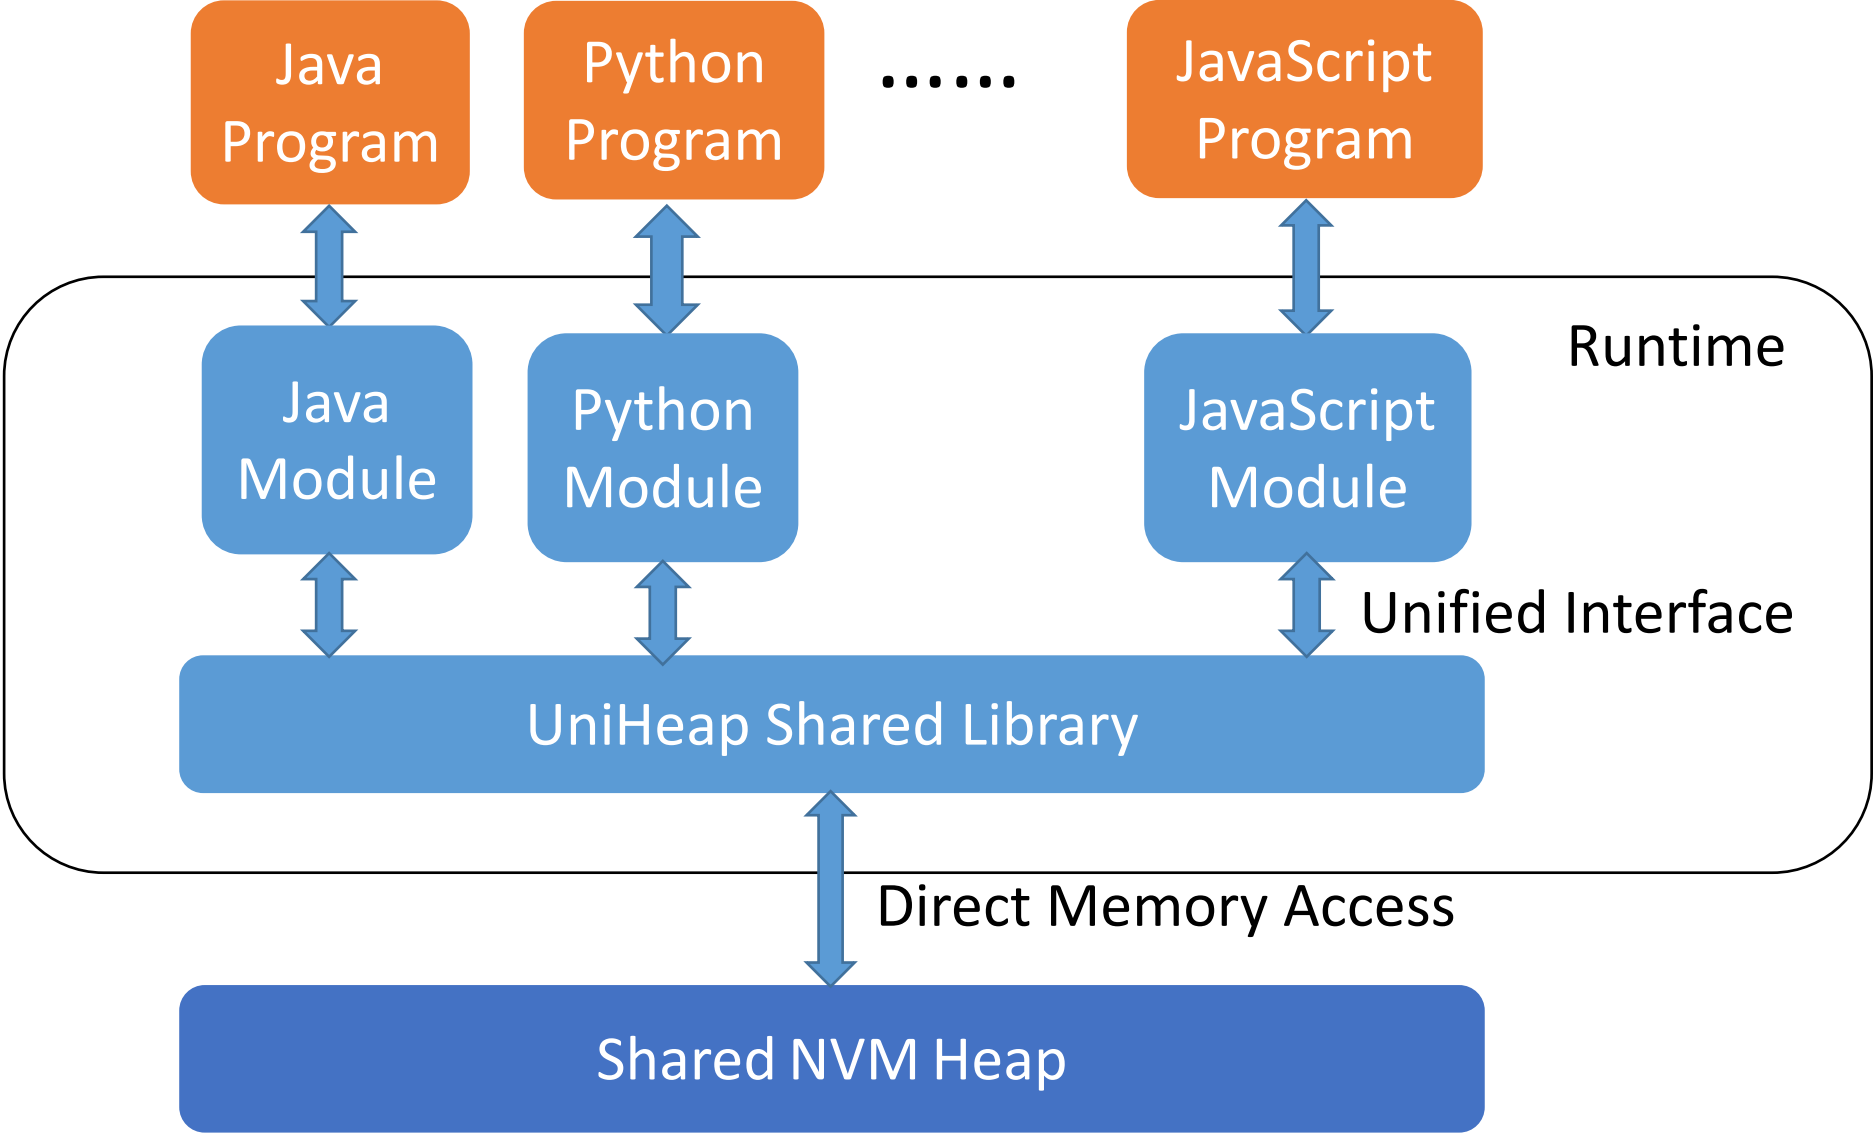 Java
Program
Python
Program
......
JavaScript
Program
Runtime
Java
Module
Python
Module
JavaScript
Module
Unified Interface
UniHeap Shared Library
Direct Memory Access
Shared NVM Heap